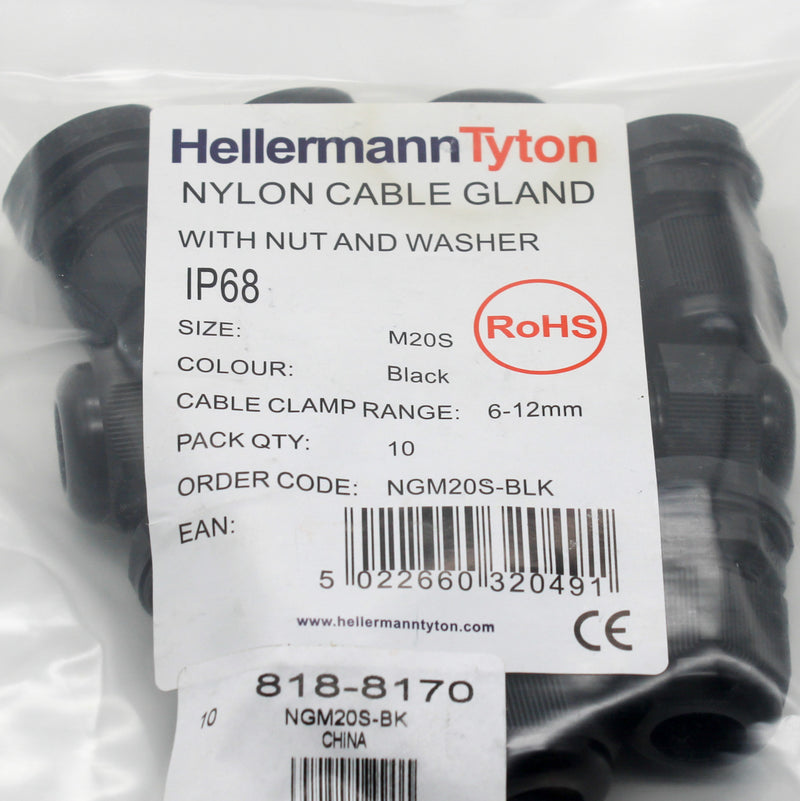 HellermannTyton
NYLON CABLE GLAND
WITH NUT AND WASHER
IP68
SIZE: M20S
RoHS
COLOUR: Black
CABLE CLAMP RANGE: 6-12mm
PACK QTY: 10
ORDER CODE: NGM20S-BLK
EAN:
5 022660 320491
www.hellermanntyton.com
CE
818-8170
10 NGM20S-BK
CHINA